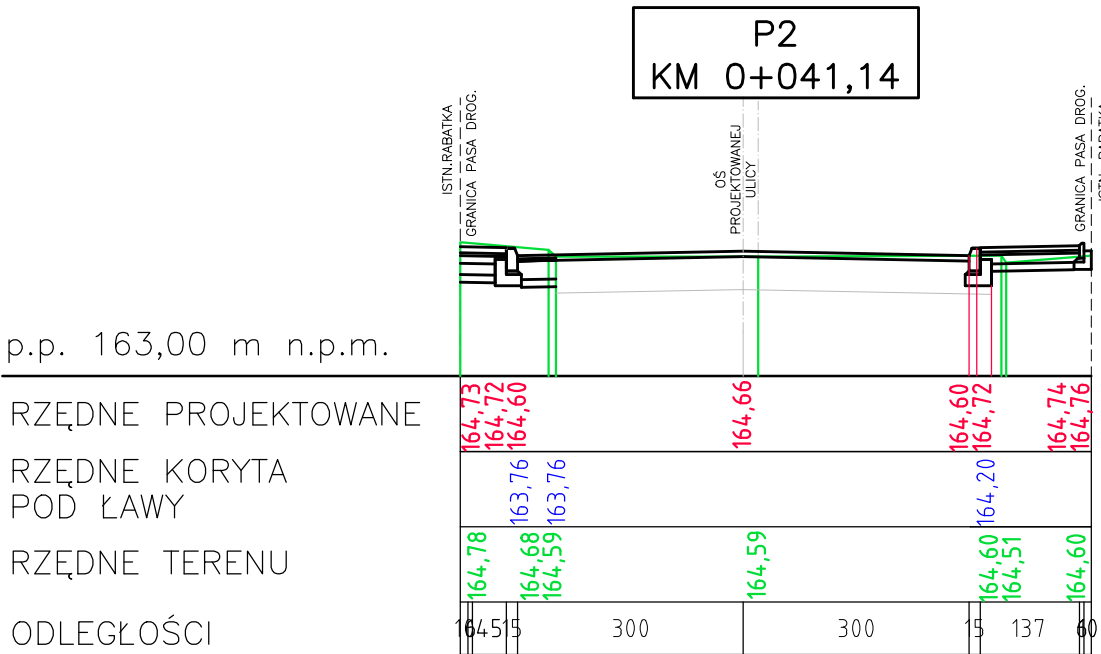 P2
KM 0+041,14
ISTN.RABATKA
GRANICA PASA DROG.
OŚ
PROJEKTOWANEJ
ULICY
GRANICA PASA DROG.
p.p. 163,00 m n.p.m.
RZĘDNE PROJEKTOWANE
164,73 164,72 164,60 164,66 164,60 164,72 164,74 164,76
RZĘDNE KORYTA
POD ŁAWY
163,76 163,76 164,20
RZĘDNE TERENU
164,78 164,68 164,59 164,59 164,60 164,51 164,60
ODLEGŁOŚCI
15 300 300 15 137